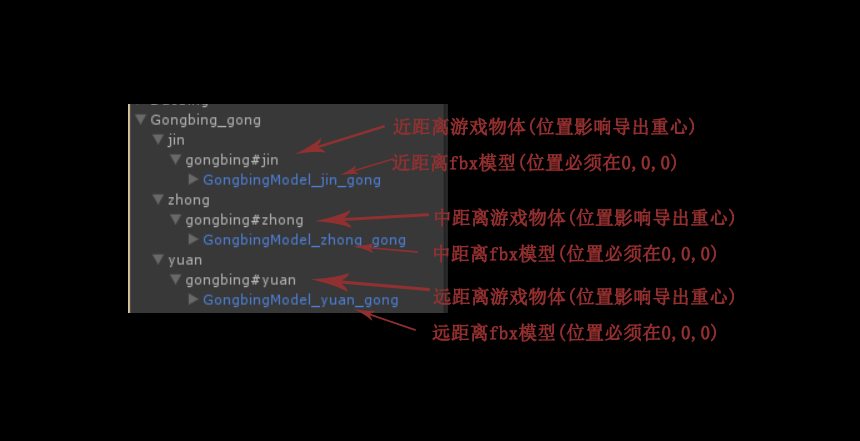 Gongbing_gong
jin
近距离游戏物体(位置影响导出重心)
gongbing#jin
近距离fbx模型(位置必须在0,0,0)
GongbingModel_jin_gong
zhong
中距离游戏物体(位置影响导出重心)
gongbing#zhong
GongbingModel_zhong_gong
中距离fbx模型(位置必须在0,0,0)
yuan
gongbing#yuan
远距离游戏物体(位置影响导出重心)
GongbingModel_yuan_gong
远距离fbx模型(位置必须在0,0,0)